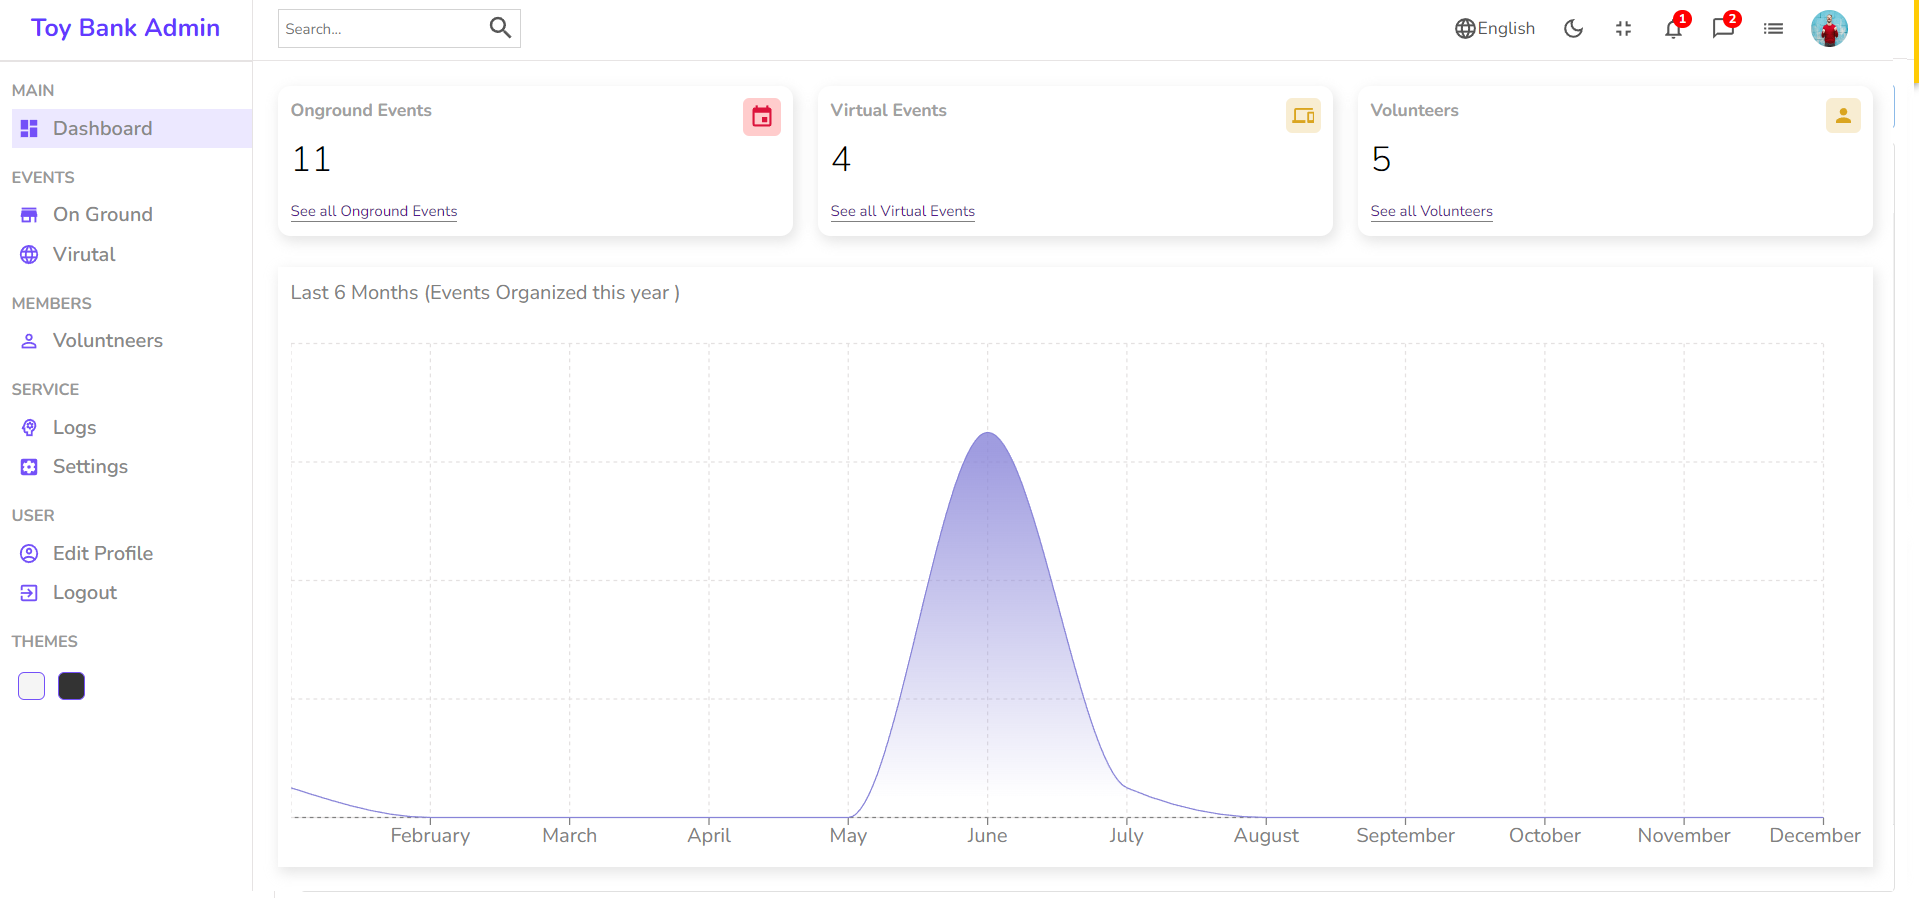 Toy Bank Admin
Search...
English
1
2
MAIN
Dashboard
EVENTS
On Ground
Virutal
MEMBERS
Voluntneers
SERVICE
Logs
Settings
USER
Edit Profile
Logout
THEMES
Onground Events
11
See all Onground Events
Virtual Events
4
See all Virtual Events
Volunteers
5
See all Volunteers
Last 6 Months (Events Organized this year )
February March April May June July August September October November December